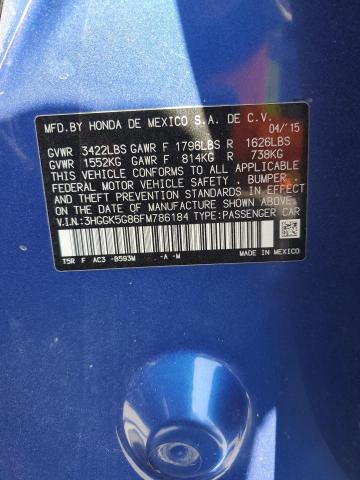 MFD.BY HONDA DE MEXICO S.A. DE C.V.
04/'15
GVWR 3422LBS GAWR F 1796LBS R 1626LBS
GVWR 1552KG GAWR F 814KG R 738KG
THIS VEHICLE CONFORMS TO ALL APPLICABLE
FEDERAL MOTOR VEHICLE SAFETY, BUMPER,
AND THEFT PREVENTION STANDARDS IN EFFECT
ON THE DATE OF MANUFACTURE SHOWN ABOVE.
V.I.N.:3HGGK5G86FM786184 TYPE:PASSENGER CAR
T5R F AC3 -B593M -A -M
MADE IN MEXICO